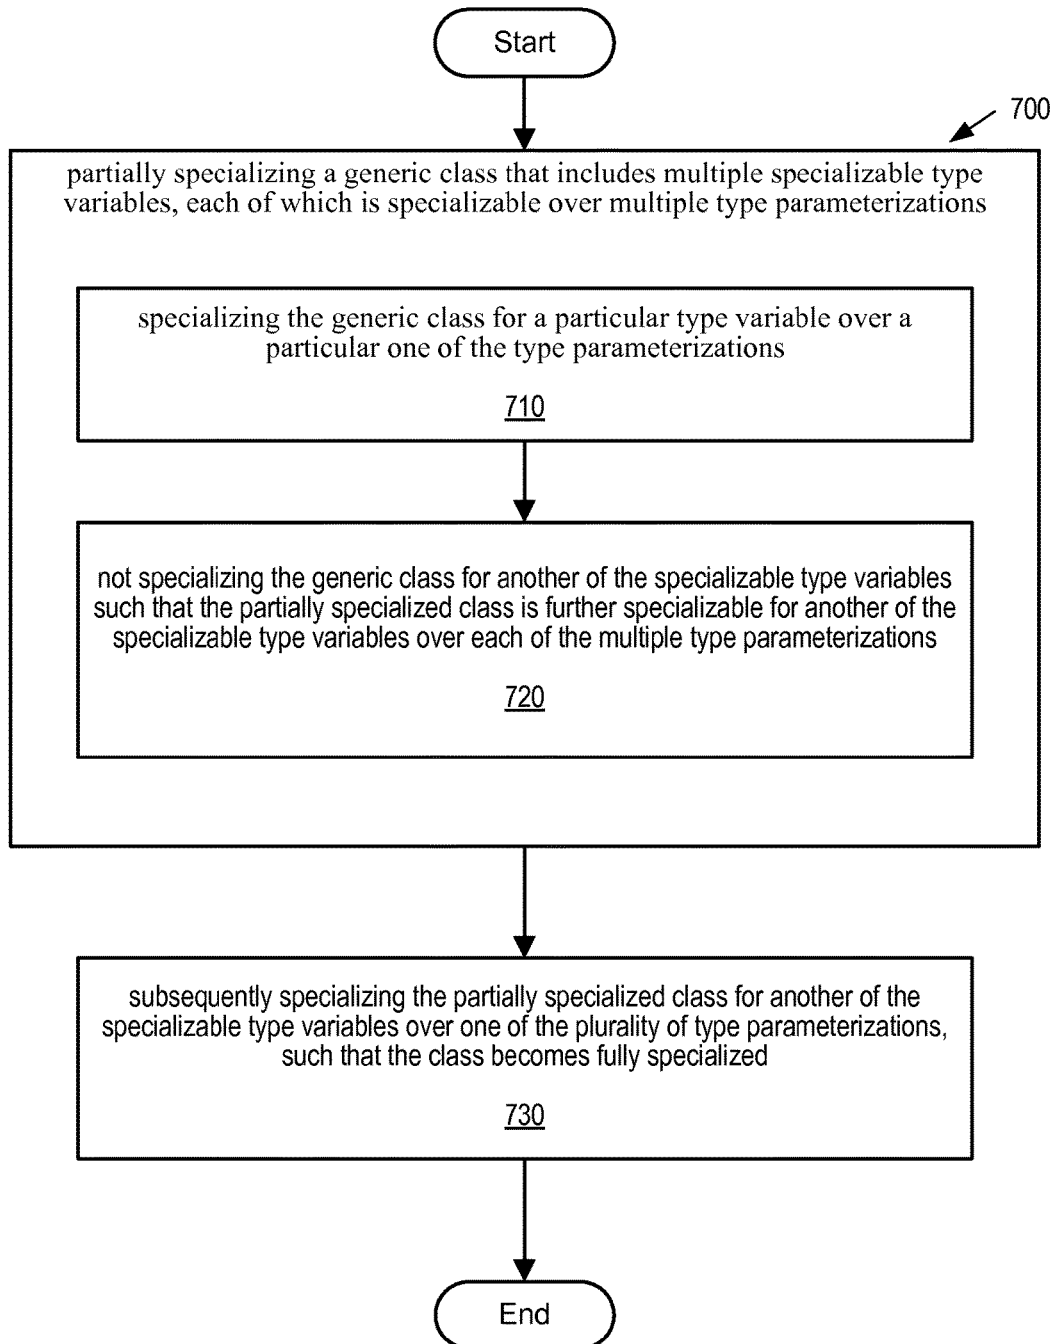 Start
700
partially specializing a generic class that includes multiple specializable type
variables, each of which is specializable over multiple type parameterizations
specializing the generic class for a particular type variable over a
particular one of the type parameterizations
710
not specializing the generic class for another of the specializable type variables
such that the partially specialized class is further specializable for another of the
specializable type variables over each of the multiple type parameterizations
720
subsequently specializing the partially specialized class for another of the
specializable type variables over one of the plurality of type parameterizations,
such that the class becomes fully specialized
730
End